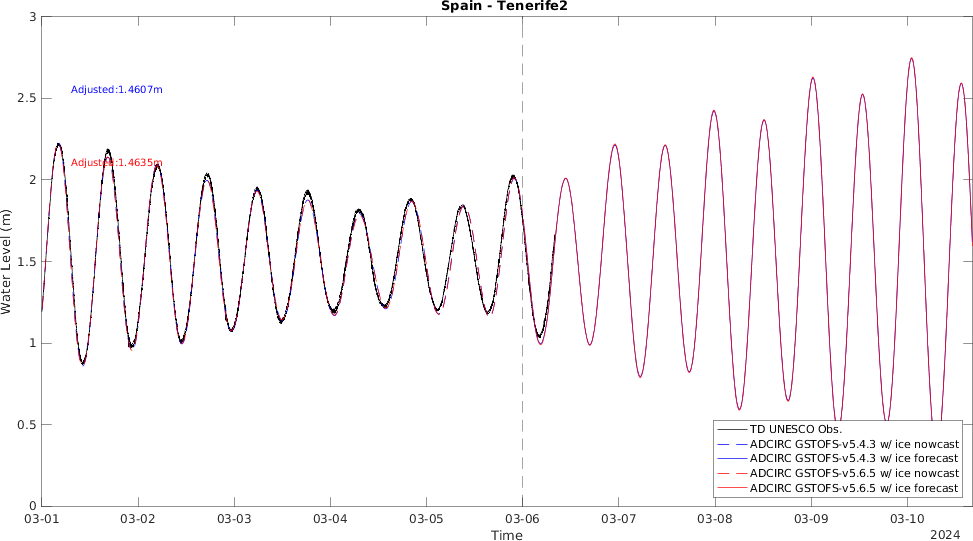 Spain - Tenerife2
Water Level (m)
3
2.5
2
1.5
1
0.5
0
Adjusted:1.4607m
Adjusted:1.4635m
TD UNESCO Obs.
ADCIRC GSTOFS-v5.4.3 w/ ice nowcast
ADCIRC GSTOFS-v5.4.3 w/ ice forecast
ADCIRC GSTOFS-v5.6.5 w/ ice nowcast
ADCIRC GSTOFS-v5.6.5 w/ ice forecast
03-01 03-02 03-03 03-04 03-05 03-06 03-07 03-08 03-09 03-10
Time
2024